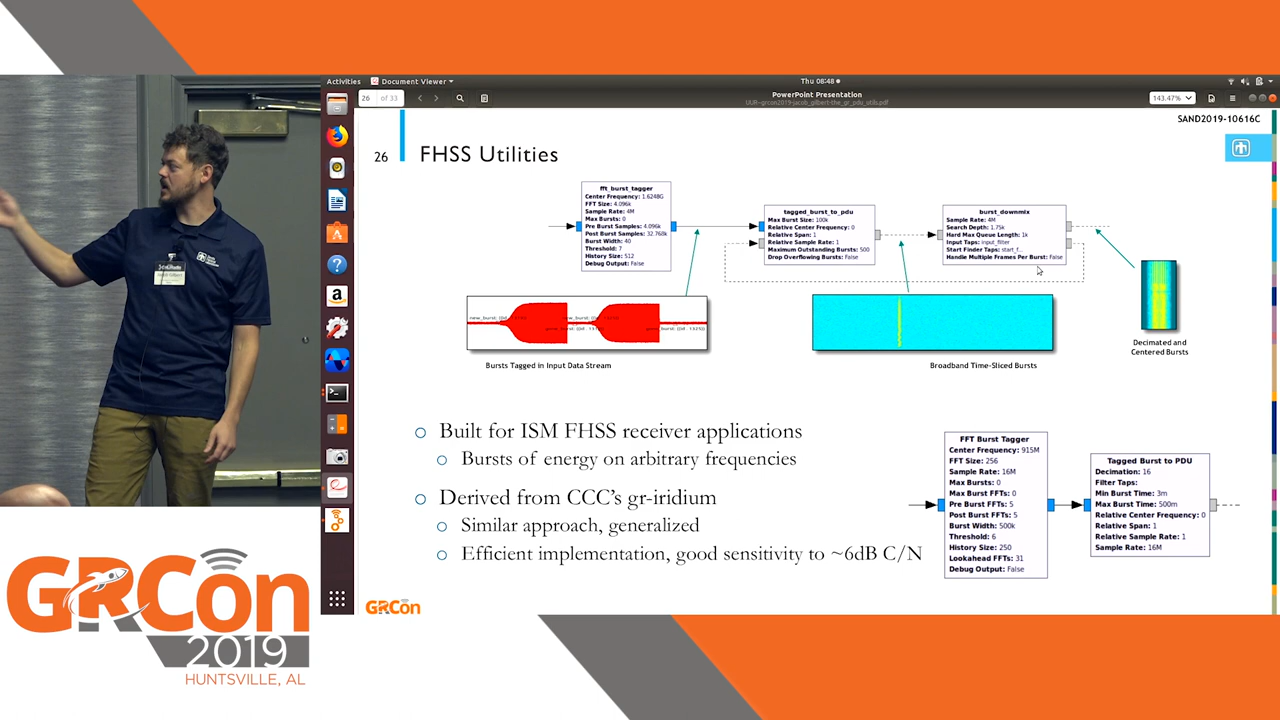 Activities
Document Viewer
Thu 08:48
26 of 33
PowerPoint Presentation
UUR-grcon2019-jacob_gilbert-the_gr_pdu_utils.pdf
143.47%
SAND2019-10616C
26
FHSS Utilities
fft_burst_tagger
Center Frequency: 1.6248G
FFT Size: 4.096k
Sample Rate: 4M
Max Bursts: 0
Pre Burst Samples: 4.096k
Post Burst Samples: 32.768k
Burst Width: 40
Threshold: 7
History Size: 512
Debug Output: False
tagged_burst_to_pdu
Max Burst Size: 100k
Relative Center Frequency: 0
Relative Span: 1
Relative Sample Rate: 1
Maximum Outstanding Bursts: 500
Drop Overflowing Bursts: False
burst_downmix
Sample Rate: 4M
Search Depth: 1.75k
Hard Max Queue Length: 1k
Input Taps: input_filter
Start Finder Taps: start_f...
Handle Multiple Frames Per Burst: False
Bursts Tagged in Input Data Stream
Broadband Time-Sliced Bursts
Decimated and
Centered Bursts
Built for ISM FHSS receiver applications
Bursts of energy on arbitrary frequencies
Derived from CCC's gr-iridium
Similar approach, generalized
Efficient implementation, good sensitivity to ~6dB C/N
FFT Burst Tagger
Center Frequency: 915M
FFT Size: 256
Sample Rate: 16M
Max Bursts: 0
Max Burst FFTs: 0
Pre Burst FFTs: 5
Post Burst FFTs: 5
Burst Width: 500k
Threshold: 6
History Size: 250
Lookahead FFTs: 31
Debug Output: False
Tagged Burst to PDU
Decimation: 16
Filter Taps:
Min Burst Time: 3m
Max Burst Time: 500m
Relative Center Frequency: 0
Relative Span: 1
Relative Sample Rate: 1
Sample Rate: 16M
GRCon
GRCon
2019
HUNTSVILLE, AL